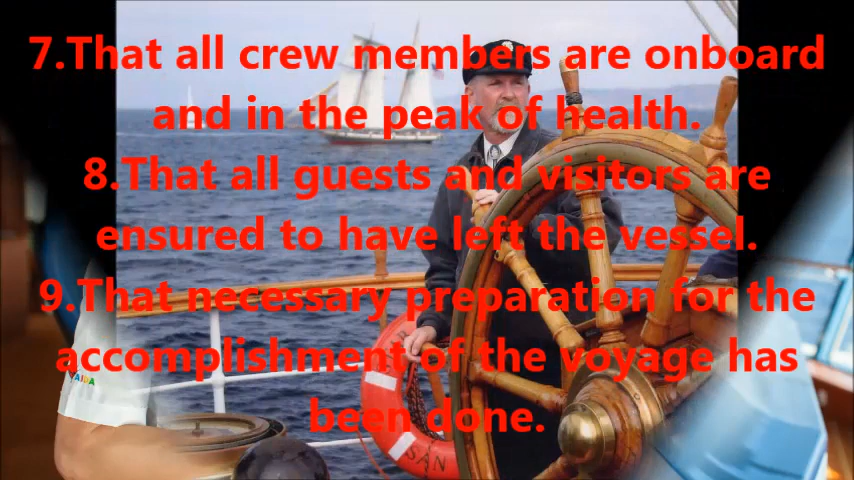 7.That all crew members are onboard
and in the peak of health.
8.That all guests and visitors are
ensured to have left the vessel.
9.That necessary preparation for the
accomplishment of the voyage has
been done.
AIDA
SAN